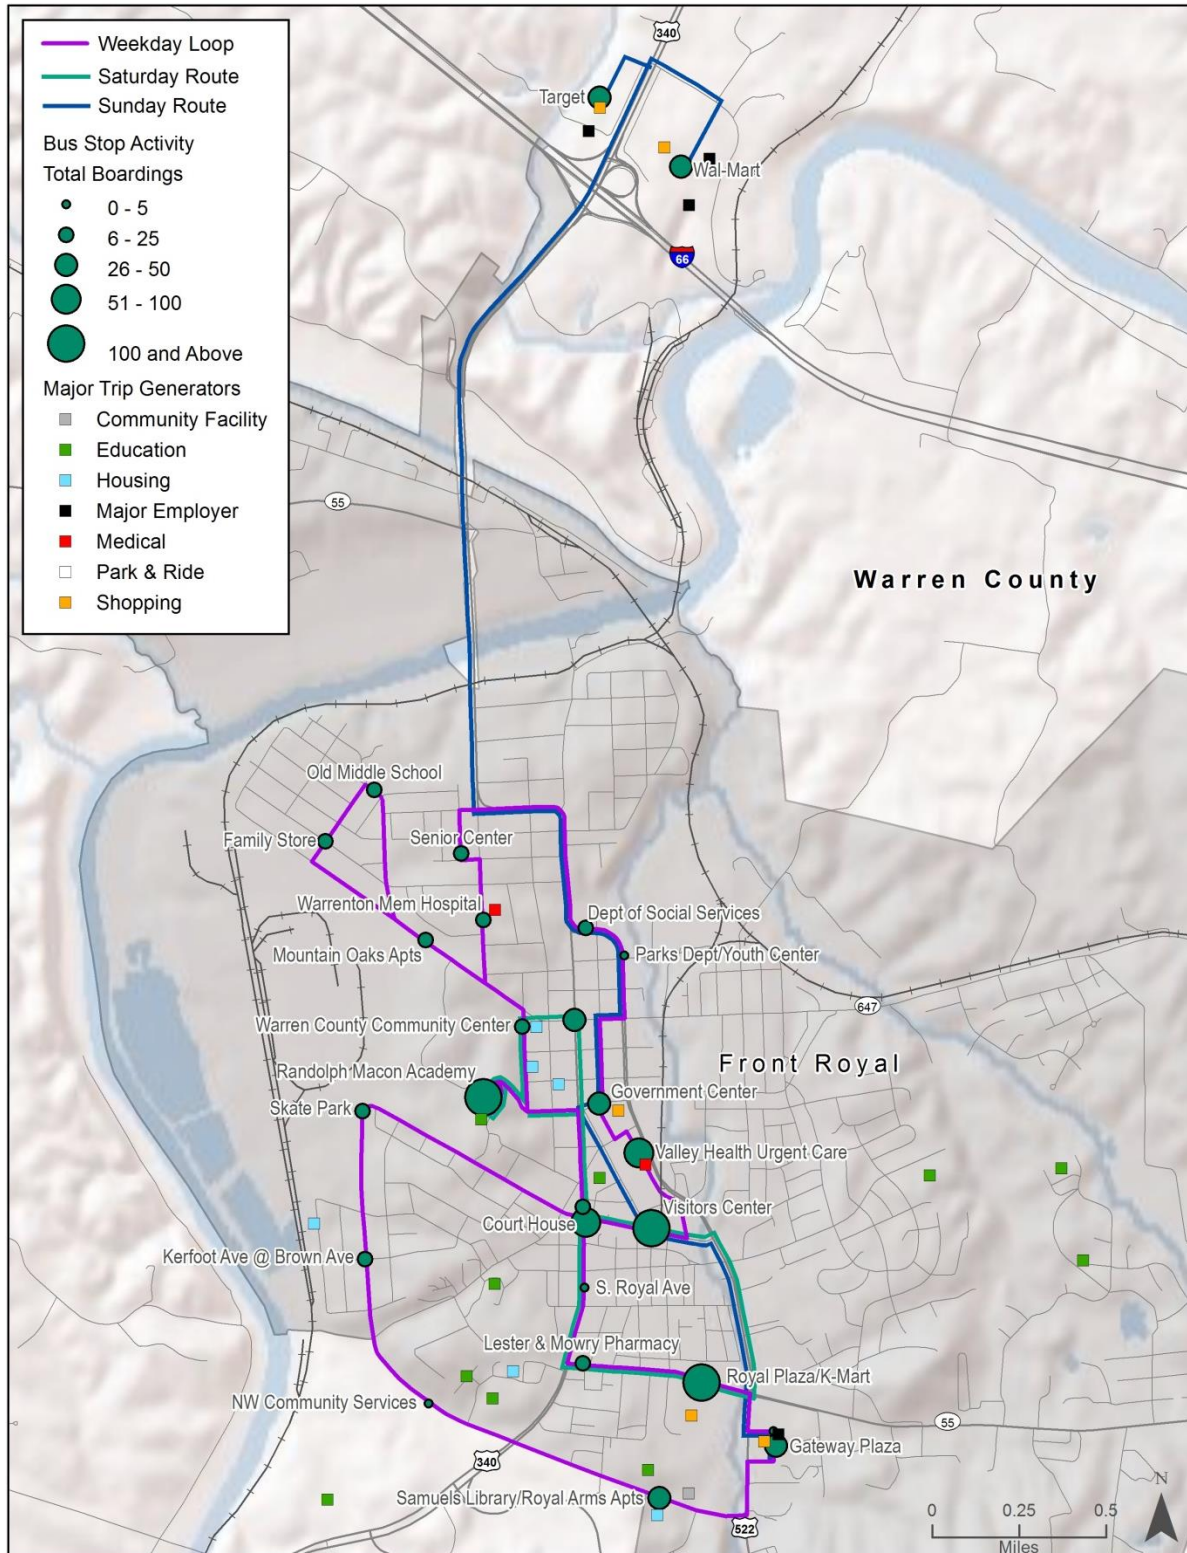 Weekday Loop
Saturday Route
Sunday Route
Bus Stop Activity
Total Boardings
0 - 5
6 - 25
26 - 50
51 - 100
100 and Above
Major Trip Generators
Community Facility
Education
Housing
Major Employer
Medical
Park & Ride
Shopping
340
Target
Wal-Mart
66
55
Warren County
Old Middle School
Family Store
Senior Center
Warrenton Mem Hospital
Dept of Social Services
Mountain Oaks Apts
Parks Dept/Youth Center
647
Warren County Community Center
Front Royal
Randolph Macon Academy
Government Center
Skate Park
Valley Health Urgent Care
Visitors Center
Court House
Kerfoot Ave @ Brown Ave
S. Royal Ave
Lester & Mowry Pharmacy
Royal Plaza/K-Mart
NW Community Services
55
Gateway Plaza
340
Samuels Library/Royal Arms Apts
522
N
0 0.25 0.5
Miles